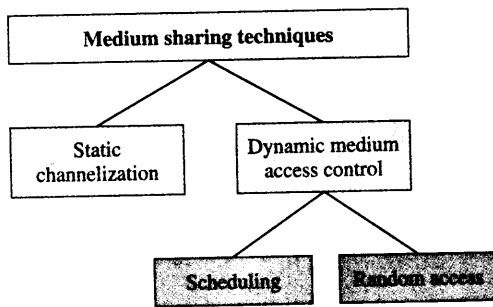 Medium sharing techniques
Static
channelization
Dynamic medium
access control
Scheduling
Random access